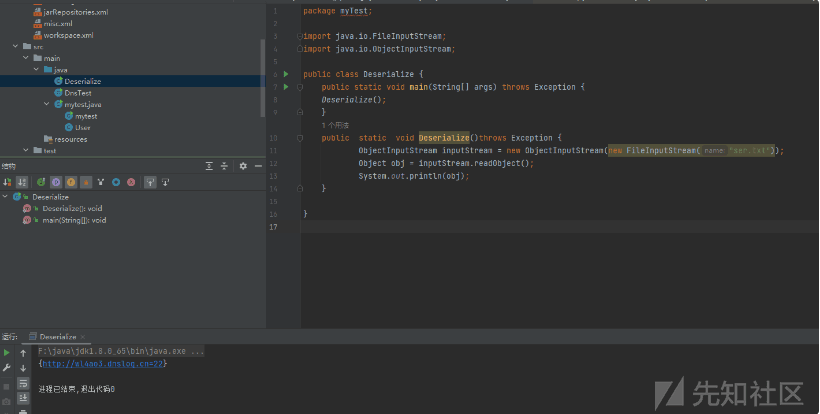 jarRepositories.xml
misc.xml
workspace.xml
src
main
java
Deserialize
DnsTest
mytest.java
mytest
User
resources
test
结构
Deserialize
Deserialize(): void
main(String[]): void
1 package myTest;
2
3 import java.io.FileInputStream;
4 import java.io.ObjectInputStream;
5
6 public class Deserialize {
7 public static void main(String[] args) throws Exception {
8 Deserialize();
9 }
1 个用法
10 public static void Deserialize()throws Exception {
11 ObjectInputStream inputStream = new ObjectInputStream(new FileInputStream( name: "ser.txt"));
12 Object obj = inputStream.readObject();
13 System.out.println(obj);
14 }
15
16 }
17
运行: Deserialize ×
F:\java\jdk1.8.0_65\bin\java.exe ...
进程已结束,退出代码0
先知社区